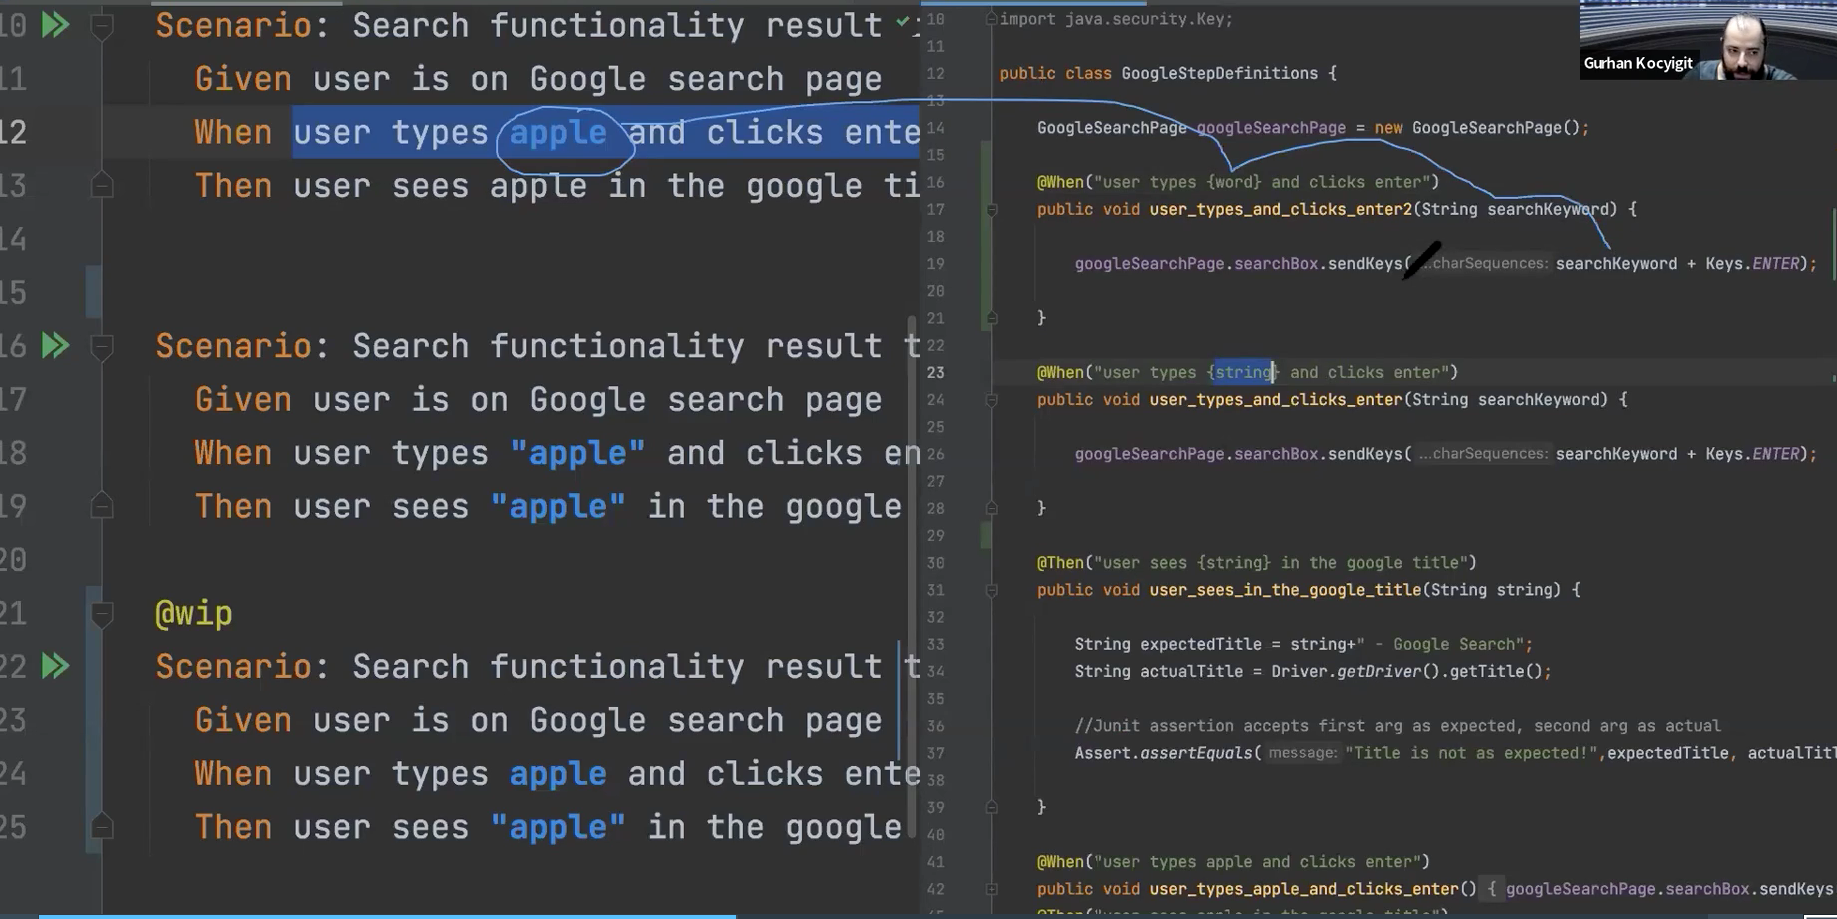 10 Scenario: Search functionality result
11 Given user is on Google search page
12 When user types apple and clicks ente
13 Then user sees apple in the google ti
14
15
16 Scenario: Search functionality result t
17 Given user is on Google search page
18 When user types "apple" and clicks en
19 Then user sees "apple" in the google
20
21 @wip
22 Scenario: Search functionality result t
23 Given user is on Google search page
24 When user types apple and clicks ente
25 Then user sees "apple" in the google
10 import java.security.Key;
11
12 public class GoogleStepDefinitions {
13
14 GoogleSearchPage googleSearchPage = new GoogleSearchPage();
15
16 @When("user types {word} and clicks enter")
17 public void user_types_and_clicks_enter2(String searchKeyword) {
18
19 googleSearchPage.searchBox.sendKeys( ...charSequences: searchKeyword + Keys.ENTER);
20
21 }
22
23 @When("user types {string} and clicks enter")
24 public void user_types_and_clicks_enter(String searchKeyword) {
25
26 googleSearchPage.searchBox.sendKeys( ...charSequences: searchKeyword + Keys.ENTER);
27
28 }
29
30 @Then("user sees {string} in the google title")
31 public void user_sees_in_the_google_title(String string) {
32
33 String expectedTitle = string+" - Google Search";
34 String actualTitle = Driver.getDriver().getTitle();
35
36 //Junit assertion accepts first arg as expected, second arg as actual
37 Assert.assertEquals( message: "Title is not as expected!",expectedTitle, actualTitl
38
39 }
40
41 @When("user types apple and clicks enter")
42 public void user_types_apple_and_clicks_enter() { googleSearchPage.searchBox.sendKeys
Gurhan Kocyigit